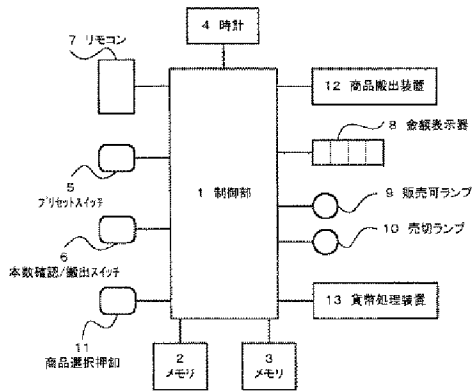 4 時計
7 リモコン
12 商品搬出装置
8 金額表示器
5
プリセットスイッチ
1 制御部
9 販売可ランプ
10 売切ランプ
6
本数確認/搬出スイッチ
13 貨幣処理装置
11
商品選択押卸
2
メモリ
3
メモリ